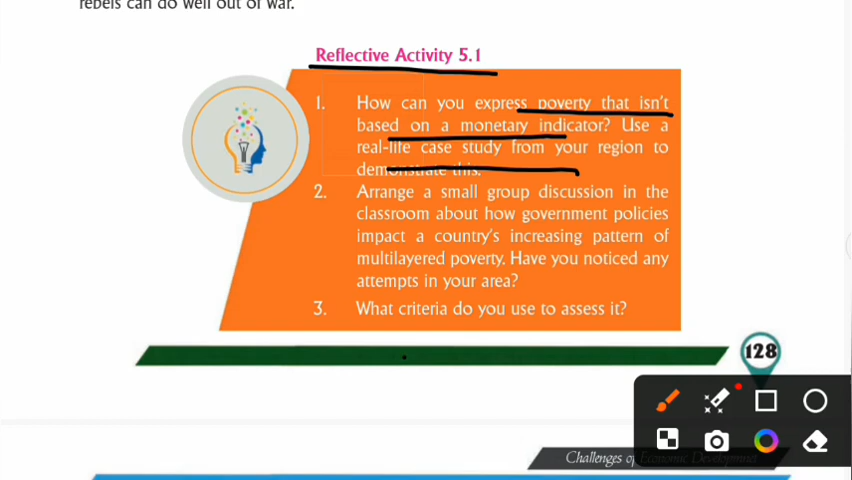 rebels can do well out of war.
Reflective Activity 5.1
1. How can you express poverty that isn't
based on a monetary indicator? Use a
real-life case study from your region to
demonstrate this.
2. Arrange a small group discussion in the
classroom about how government policies
impact a country's increasing pattern of
multilayered poverty. Have you noticed any
attempts in your area?
3. What criteria do you use to assess it?
128
Challenges of Economic Development